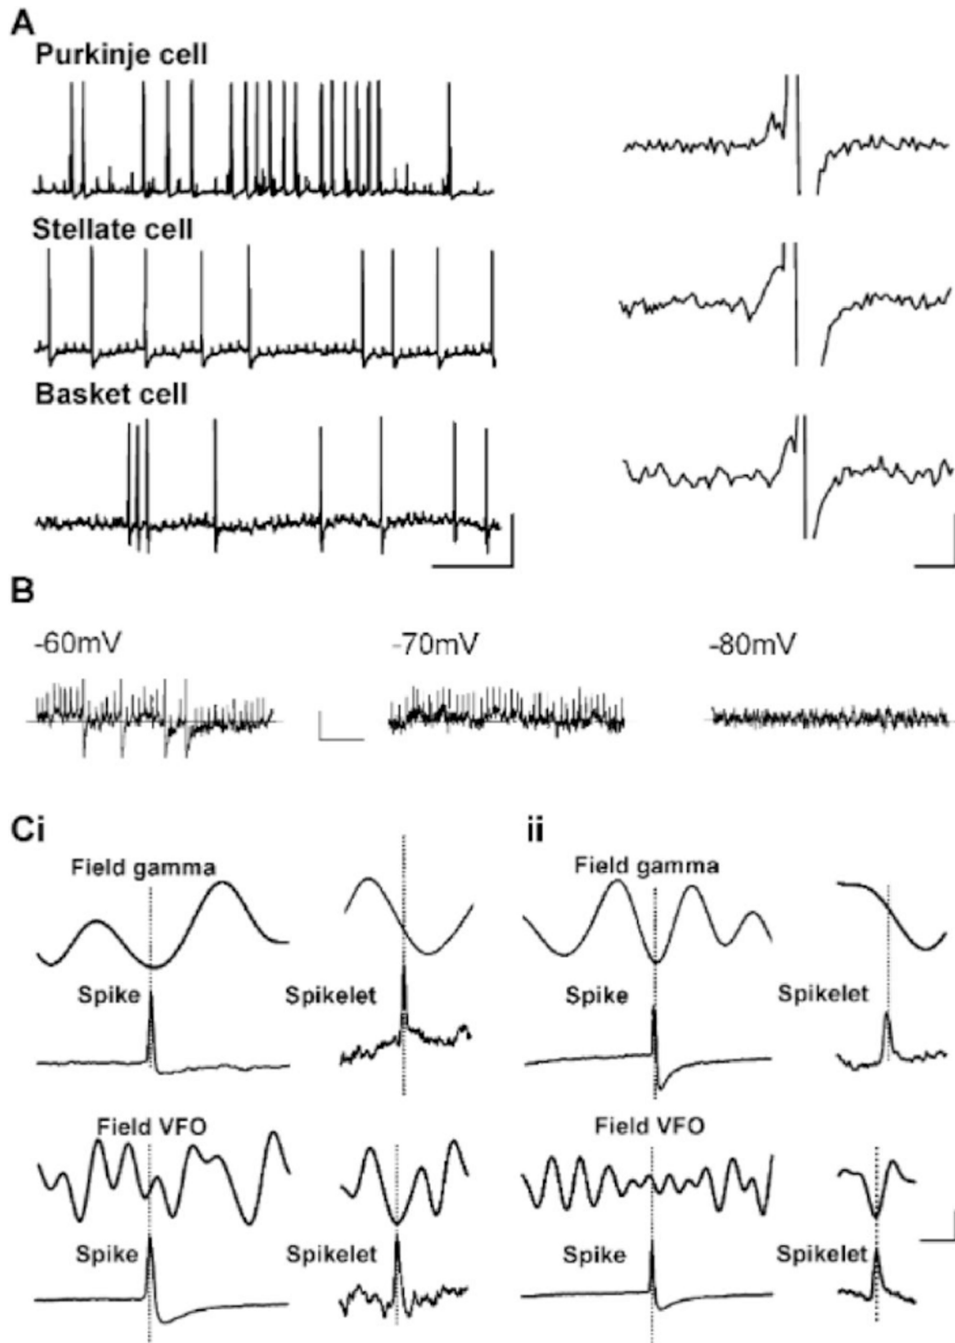 A
Purkinje cell
Stellate cell
Basket cell
B
-60mV -70mV -80mV
Ci ii
Field gamma Field gamma
Spike Spikelet Spike Spikelet
Field VFO Field VFO
Spike Spikelet Spike Spikelet